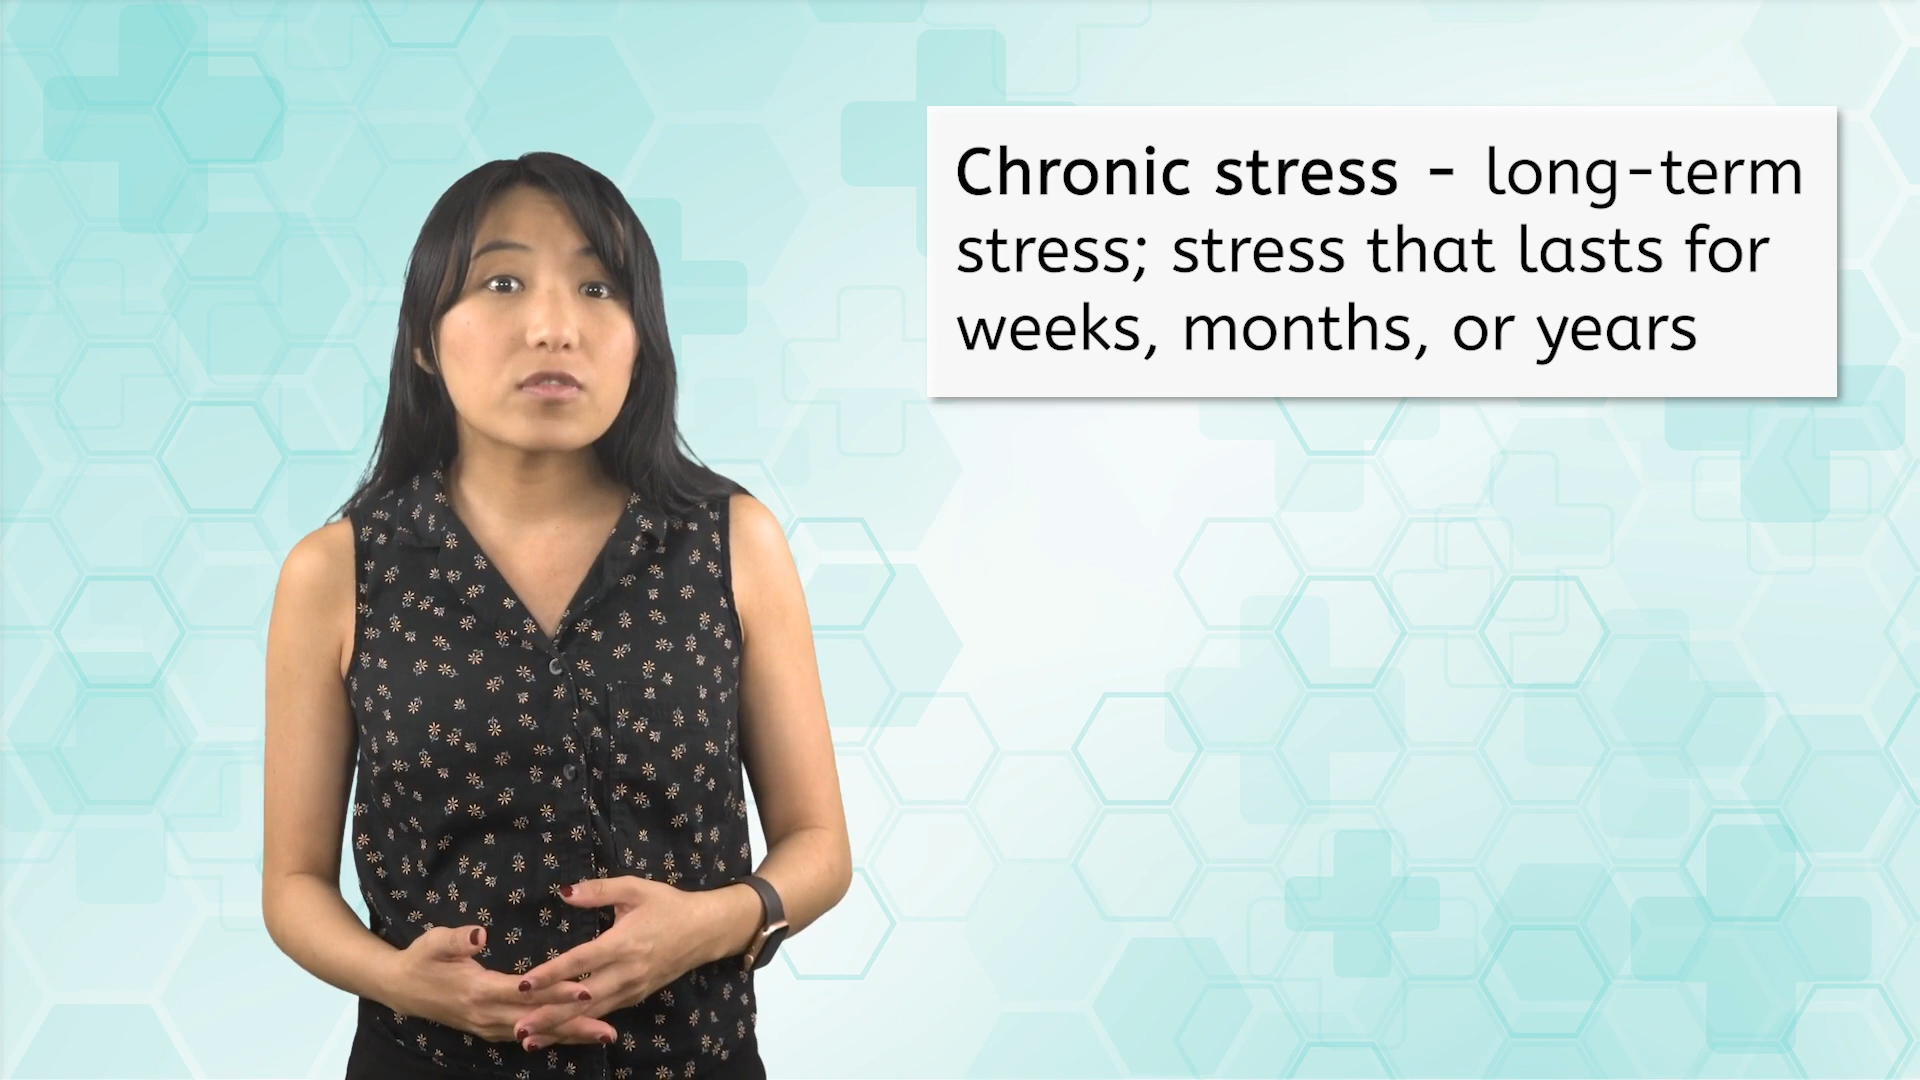 Chronic stress - long-term
stress; stress that lasts for
weeks, months, or years